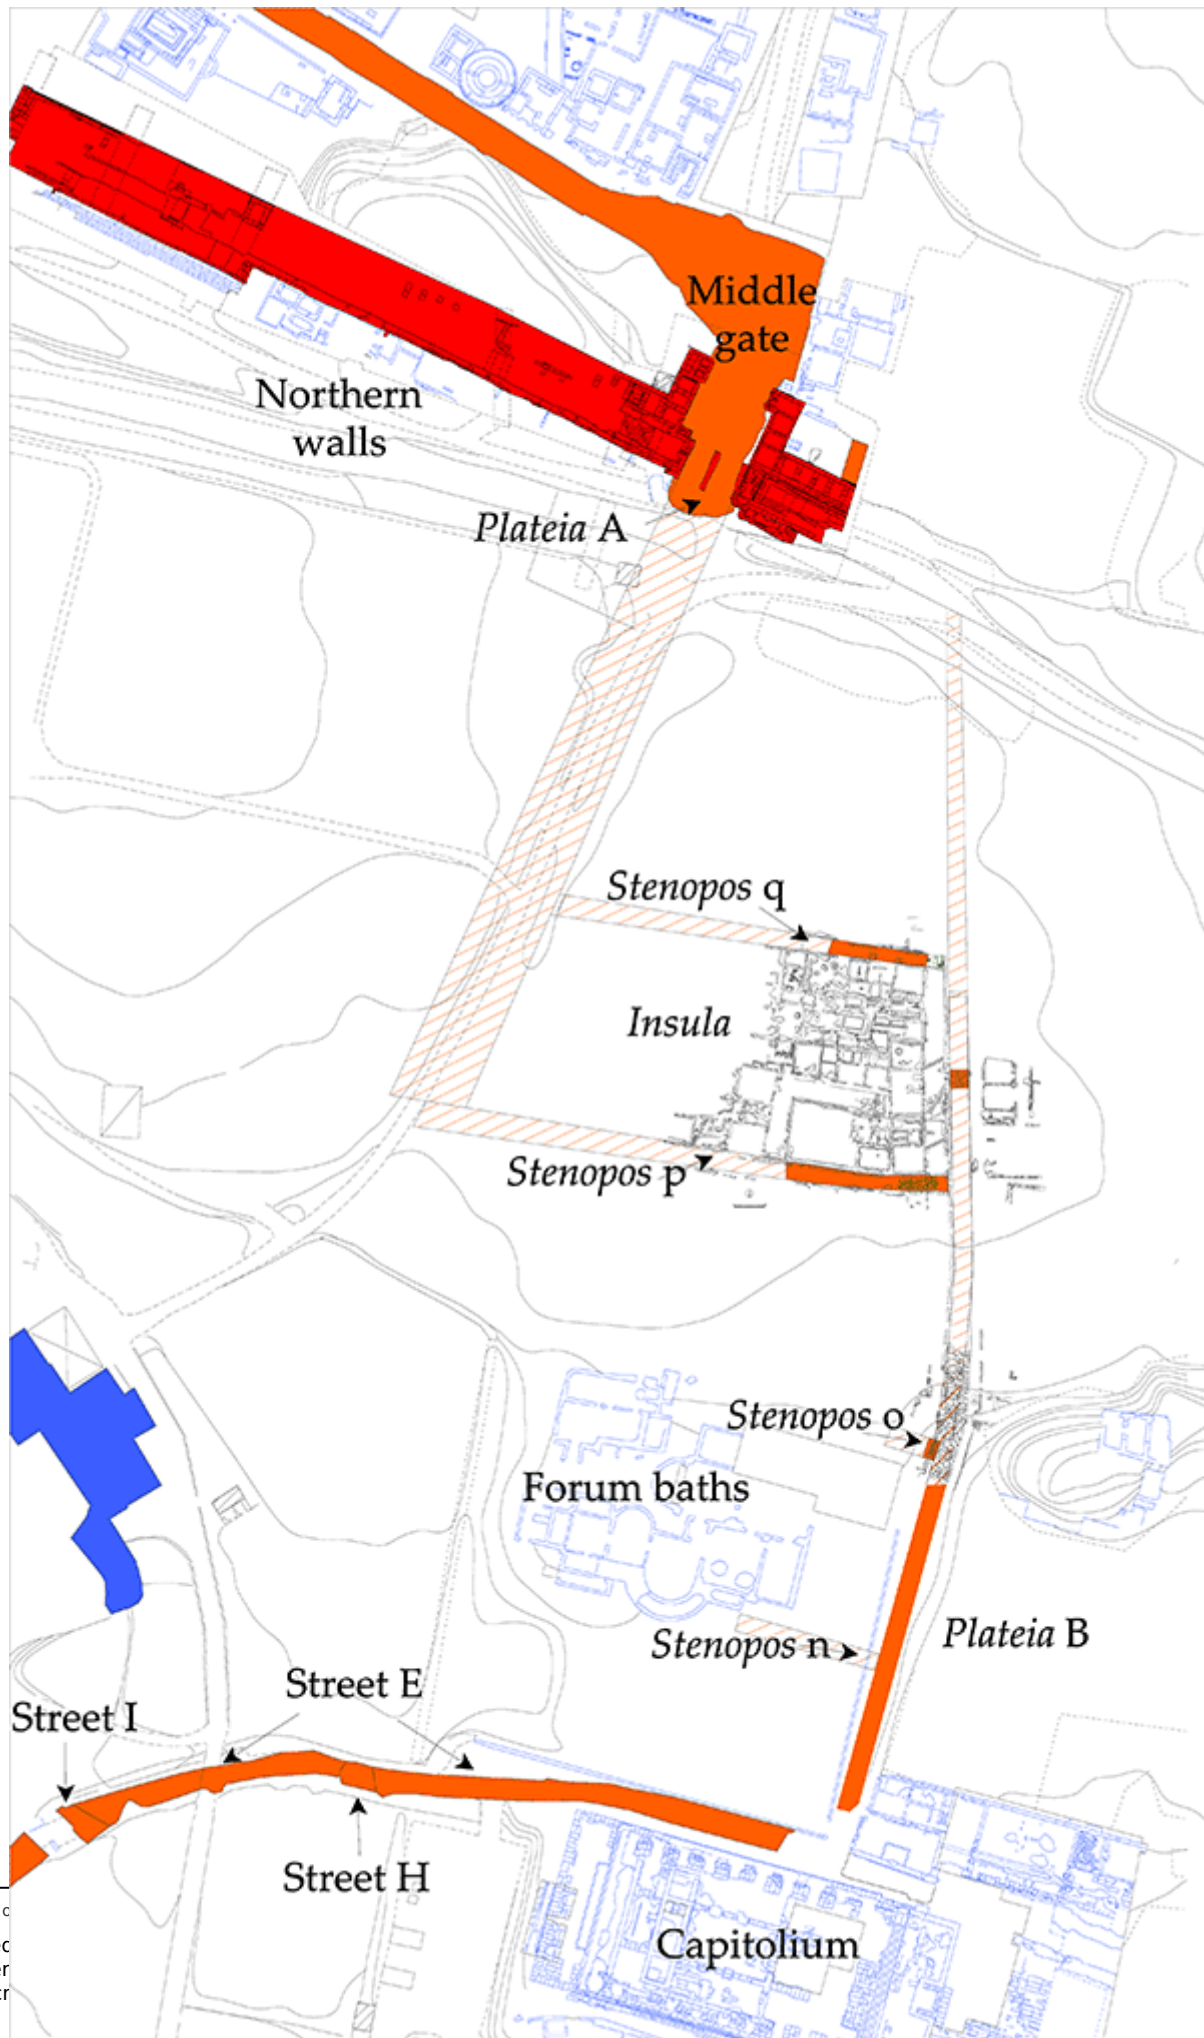 Middle
gate
Northern
walls
Plateia A
Stenopos q
Insula
Stenopos p
Stenopos o
Forum baths
Stenopos n
Plateia B
Street E
Street I
Street H
Capitolium